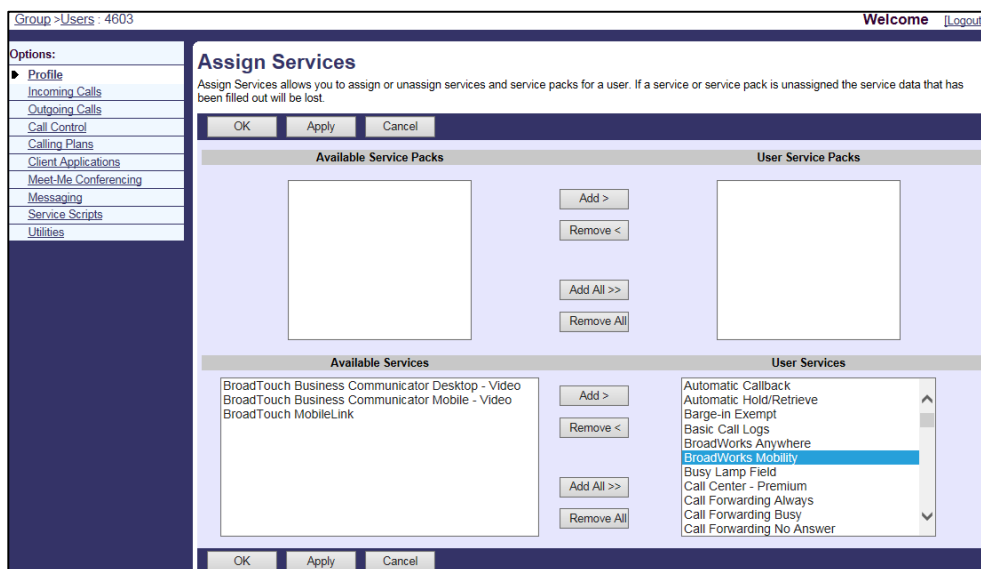 Group >Users : 4603
Welcome [Logout
Options:
Profile
Incoming Calls
Outgoing Calls
Call Control
Calling Plans
Client Applications
Meet-Me Conferencing
Messaging
Service Scripts
Utilities
Assign Services
Assign Services allows you to assign or unassign services and service packs for a user. If a service or service pack is unassigned the service data that has
been filled out will be lost.
OK Apply Cancel
Available Service Packs
User Service Packs
Add >
Remove <
Add All >>
Remove All
Available Services
User Services
BroadTouch Business Communicator Desktop - Video
BroadTouch Business Communicator Mobile - Video
BroadTouch MobileLink
Add >
Remove <
Add All >>
Remove All
Automatic Callback
Automatic Hold/Retrieve
Barge-in Exempt
Basic Call Logs
BroadWorks Anywhere
BroadWorks Mobility
Busy Lamp Field
Call Center - Premium
Call Forwarding Always
Call Forwarding Busy
Call Forwarding No Answer
OK Apply Cancel